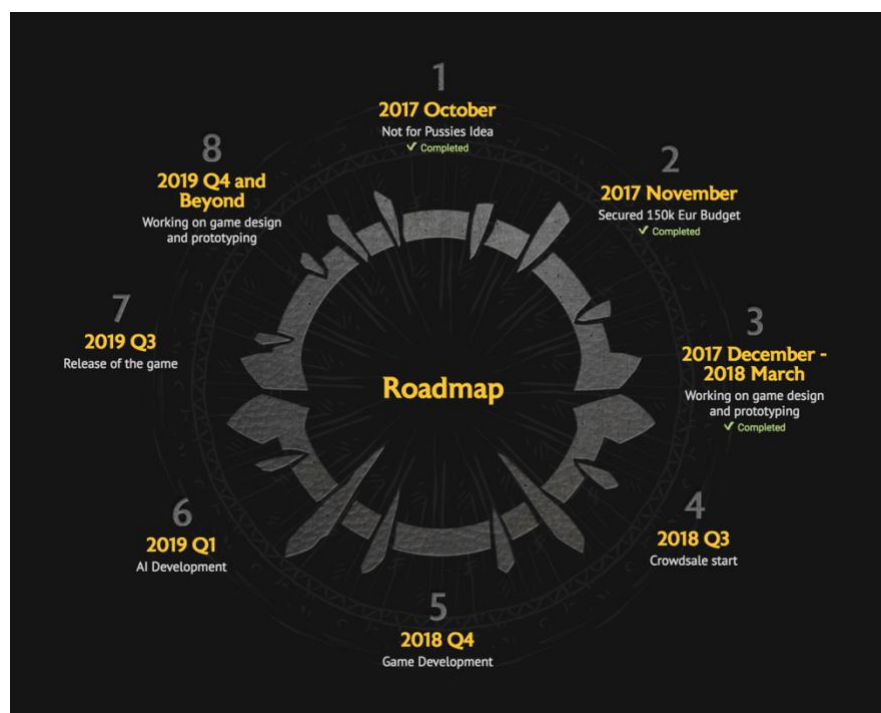 1
2017 October
Not for Pussies Idea
✓ Completed
2
2017 November
Secured 150k Eur Budget
✓ Completed
3
2017 December -
2018 March
Working on game design
and prototyping
✓ Completed
4
2018 Q3
Crowdsale start
5
2018 Q4
Game Development
6
2019 Q1
AI Development
7
2019 Q3
Release of the game
8
2019 Q4 and
Beyond
Working on game design
and prototyping
Roadmap